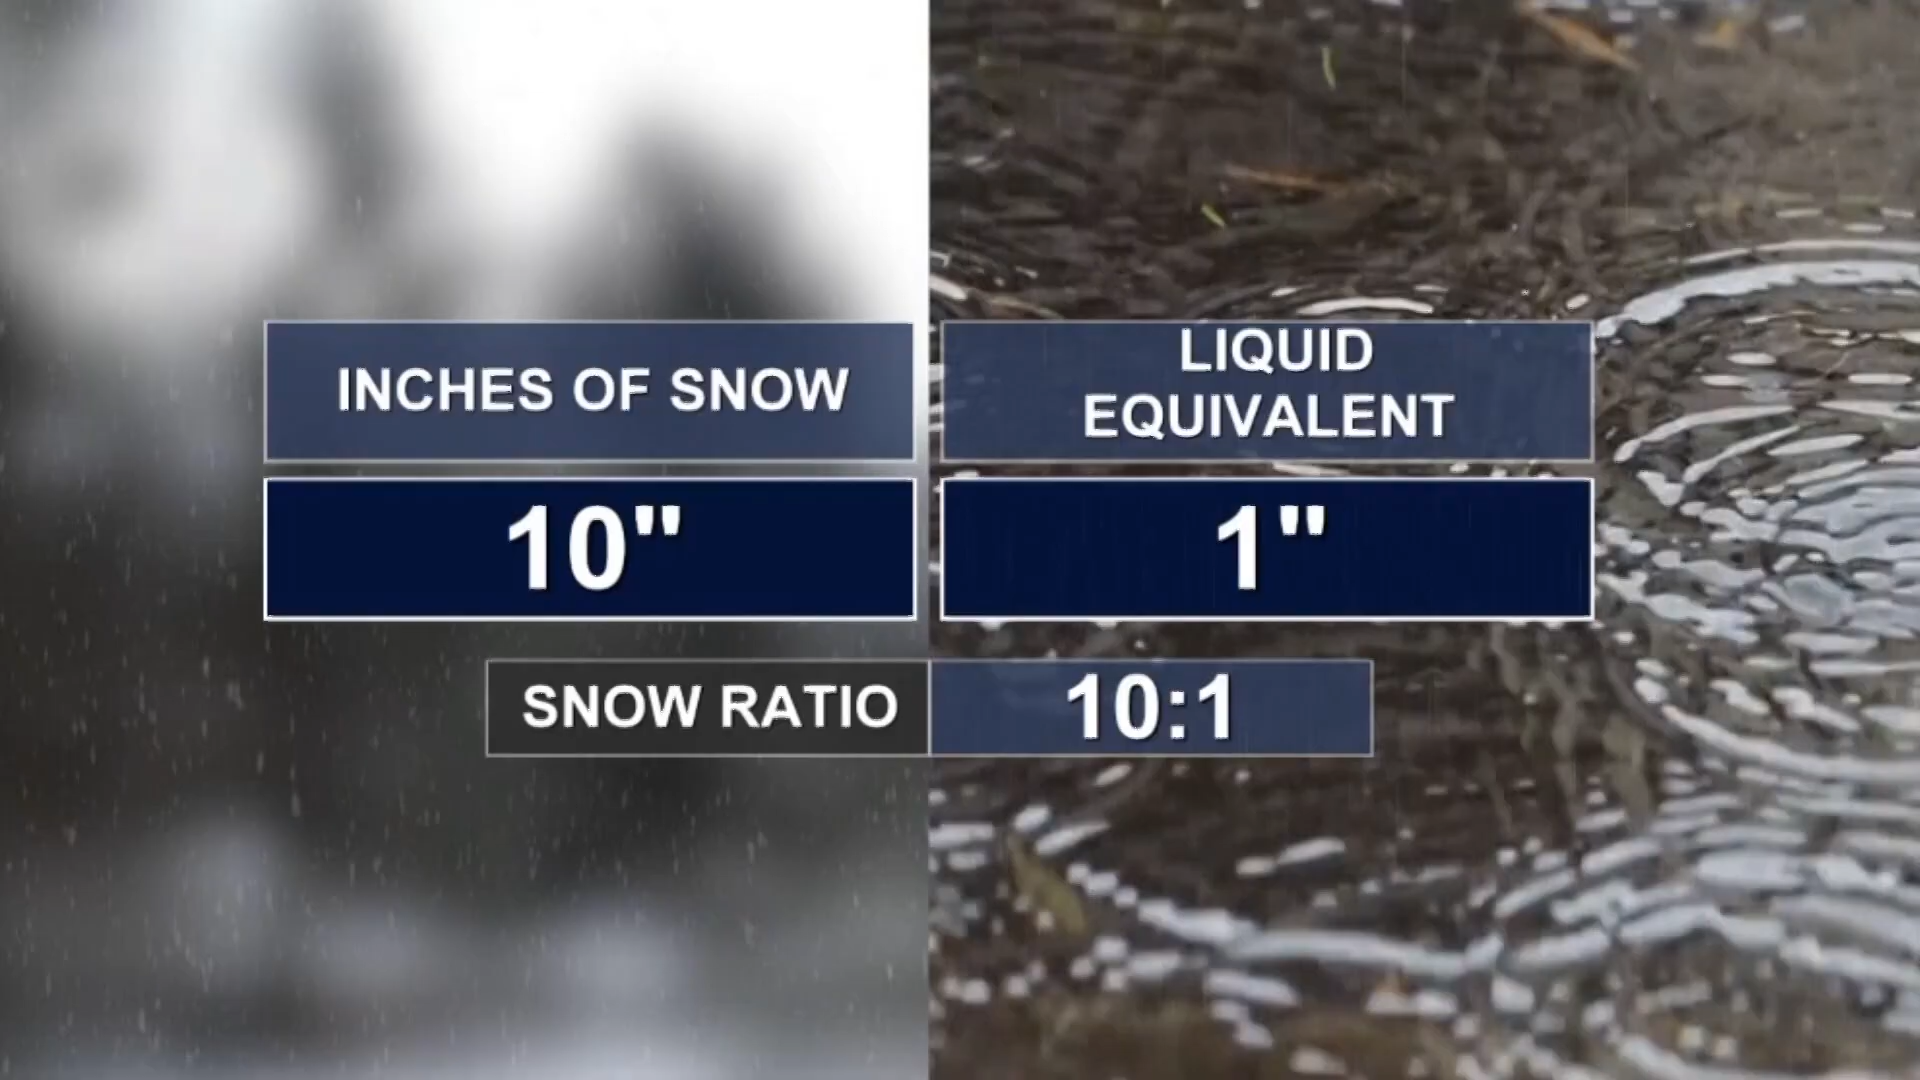 INCHES OF SNOW
LIQUID
EQUIVALENT
10"
1"
SNOW RATIO
10:1